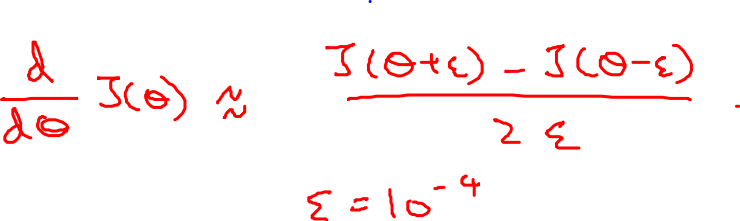 d/dθ J(θ) ≈ (J(θ+ε) - J(θ-ε))/(2ε)
ε = 10⁻⁴